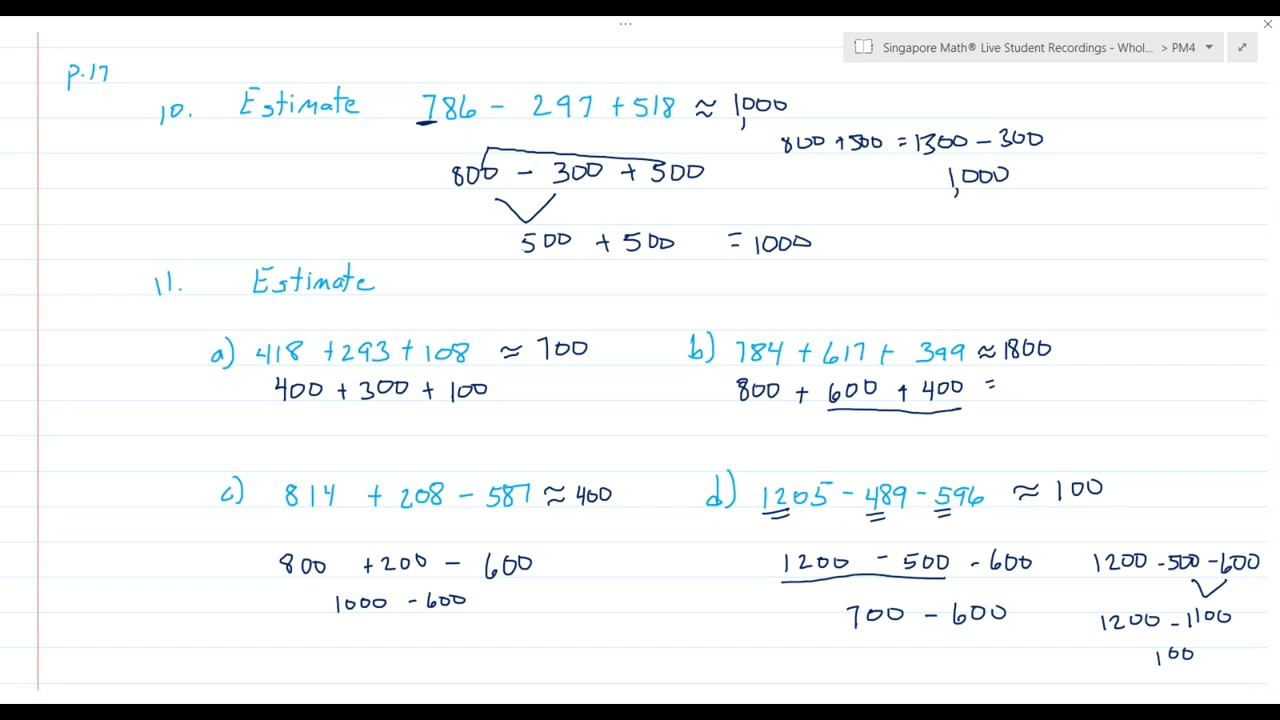 Singapore Math® Live Student Recordings - Whol... > PM4
p.17
10. Estimate 786 - 297 + 518 ≈ 1,000
800 + 500 = 1300 - 300
800 - 300 + 500
1,000
500 + 500 = 1000
11. Estimate
a) 418 + 293 + 108 ≈ 700
400 + 300 + 100
b) 784 + 617 + 399 ≈ 1800
800 + 600 + 400 =
c) 814 + 208 - 587 ≈ 400
800 + 200 - 600
1000 - 600
d) 1205 - 489 - 596 ≈ 100
1200 - 500 - 600
700 - 600
1200 - 500 - 600
1200 - 1100
100